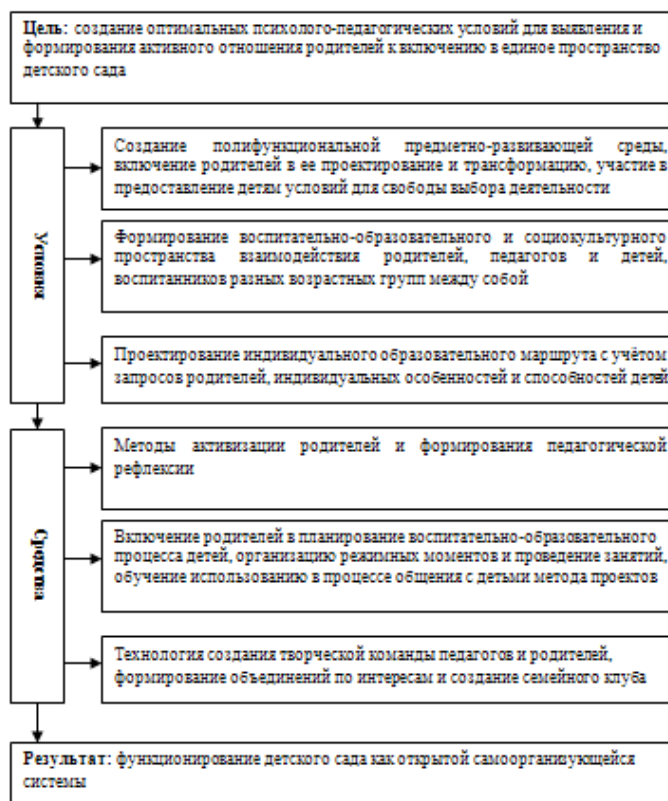 Цель: создание оптимальных психолого-педагогических условий для выявления и
формирования активного отношения родителей к включению в единое пространство
детского сада
Условия
Создание полифункциональной предметно-развивающей среды,
включение родителей в ее проектирование и трансформацию, участие в
предоставление детям условий для свободы выбора деятельности
Формирование воспитательно-образовательного и социокультурного
пространства взаимодействия родителей, педагогов и детей,
воспитанников разных возрастных групп между собой
Проектирование индивидуального образовательного маршрута с учётом
запросов родителей, индивидуальных особенностей и способностей детей
Средства
Методы активизации родителей и формирования педагогической
рефлексии
Включение родителей в планирование воспитательно-образовательного
процесса детей, организацию режимных моментов и проведение занятий,
обучение использованию в процессе общения с детьми метода проектов
Технология создания творческой команды педагогов и родителей,
формирование объединений по интересам и создание семейного клуба
Результат: функционирование детского сада как открытой самоорганизующейся
системы